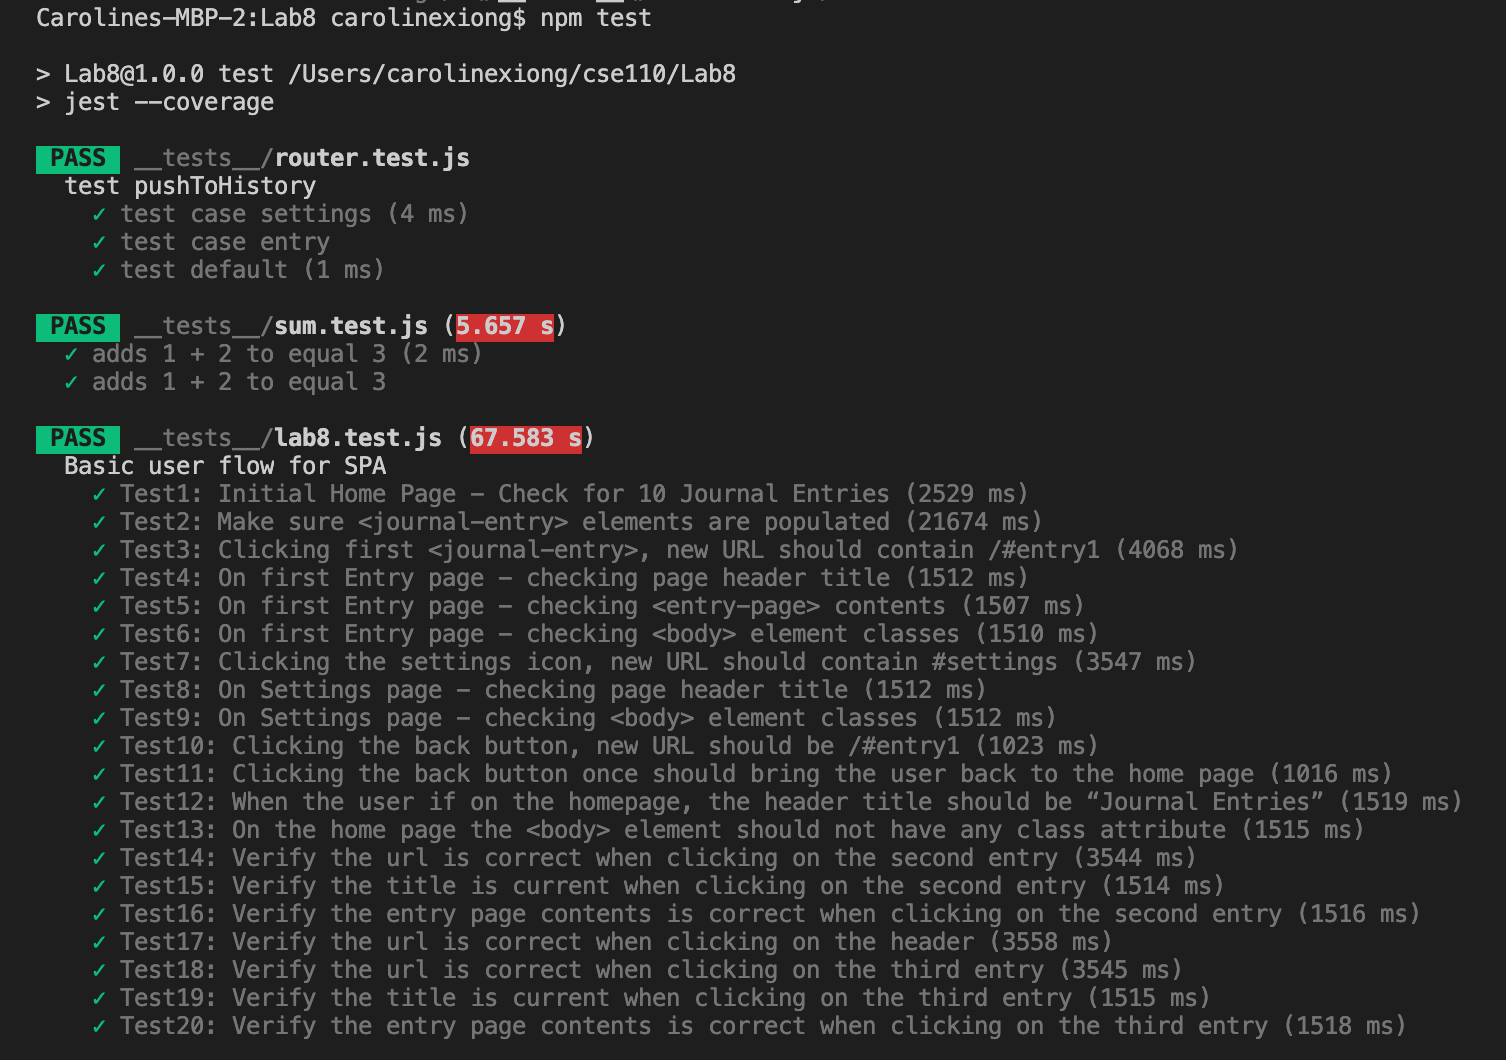 Carolines-MBP-2:Lab8 carolinexiong$ npm test
> Lab8@1.0.0 test /Users/carolinexiong/cse110/Lab8
> jest --coverage
PASS __tests__/router.test.js
test pushToHistory
✓ test case settings (4 ms)
✓ test case entry
✓ test default (1 ms)
PASS __tests__/sum.test.js (5.657 s)
✓ adds 1 + 2 to equal 3 (2 ms)
✓ adds 1 + 2 to equal 3
PASS __tests__/lab8.test.js (67.583 s)
Basic user flow for SPA
✓ Test1: Initial Home Page - Check for 10 Journal Entries (2529 ms)
✓ Test2: Make sure <journal-entry> elements are populated (21674 ms)
✓ Test3: Clicking first <journal-entry>, new URL should contain /#entry1 (4068 ms)
✓ Test4: On first Entry page - checking page header title (1512 ms)
✓ Test5: On first Entry page - checking <entry-page> contents (1507 ms)
✓ Test6: On first Entry page - checking <body> element classes (1510 ms)
✓ Test7: Clicking the settings icon, new URL should contain #settings (3547 ms)
✓ Test8: On Settings page - checking page header title (1512 ms)
✓ Test9: On Settings page - checking <body> element classes (1512 ms)
✓ Test10: Clicking the back button, new URL should be /#entry1 (1023 ms)
✓ Test11: Clicking the back button once should bring the user back to the home page (1016 ms)
✓ Test12: When the user if on the homepage, the header title should be “Journal Entries” (1519 ms)
✓ Test13: On the home page the <body> element should not have any class attribute (1515 ms)
✓ Test14: Verify the url is correct when clicking on the second entry (3544 ms)
✓ Test15: Verify the title is current when clicking on the second entry (1514 ms)
✓ Test16: Verify the entry page contents is correct when clicking on the second entry (1516 ms)
✓ Test17: Verify the url is correct when clicking on the header (3558 ms)
✓ Test18: Verify the url is correct when clicking on the third entry (3545 ms)
✓ Test19: Verify the title is current when clicking on the third entry (1515 ms)
✓ Test20: Verify the entry page contents is correct when clicking on the third entry (1518 ms)